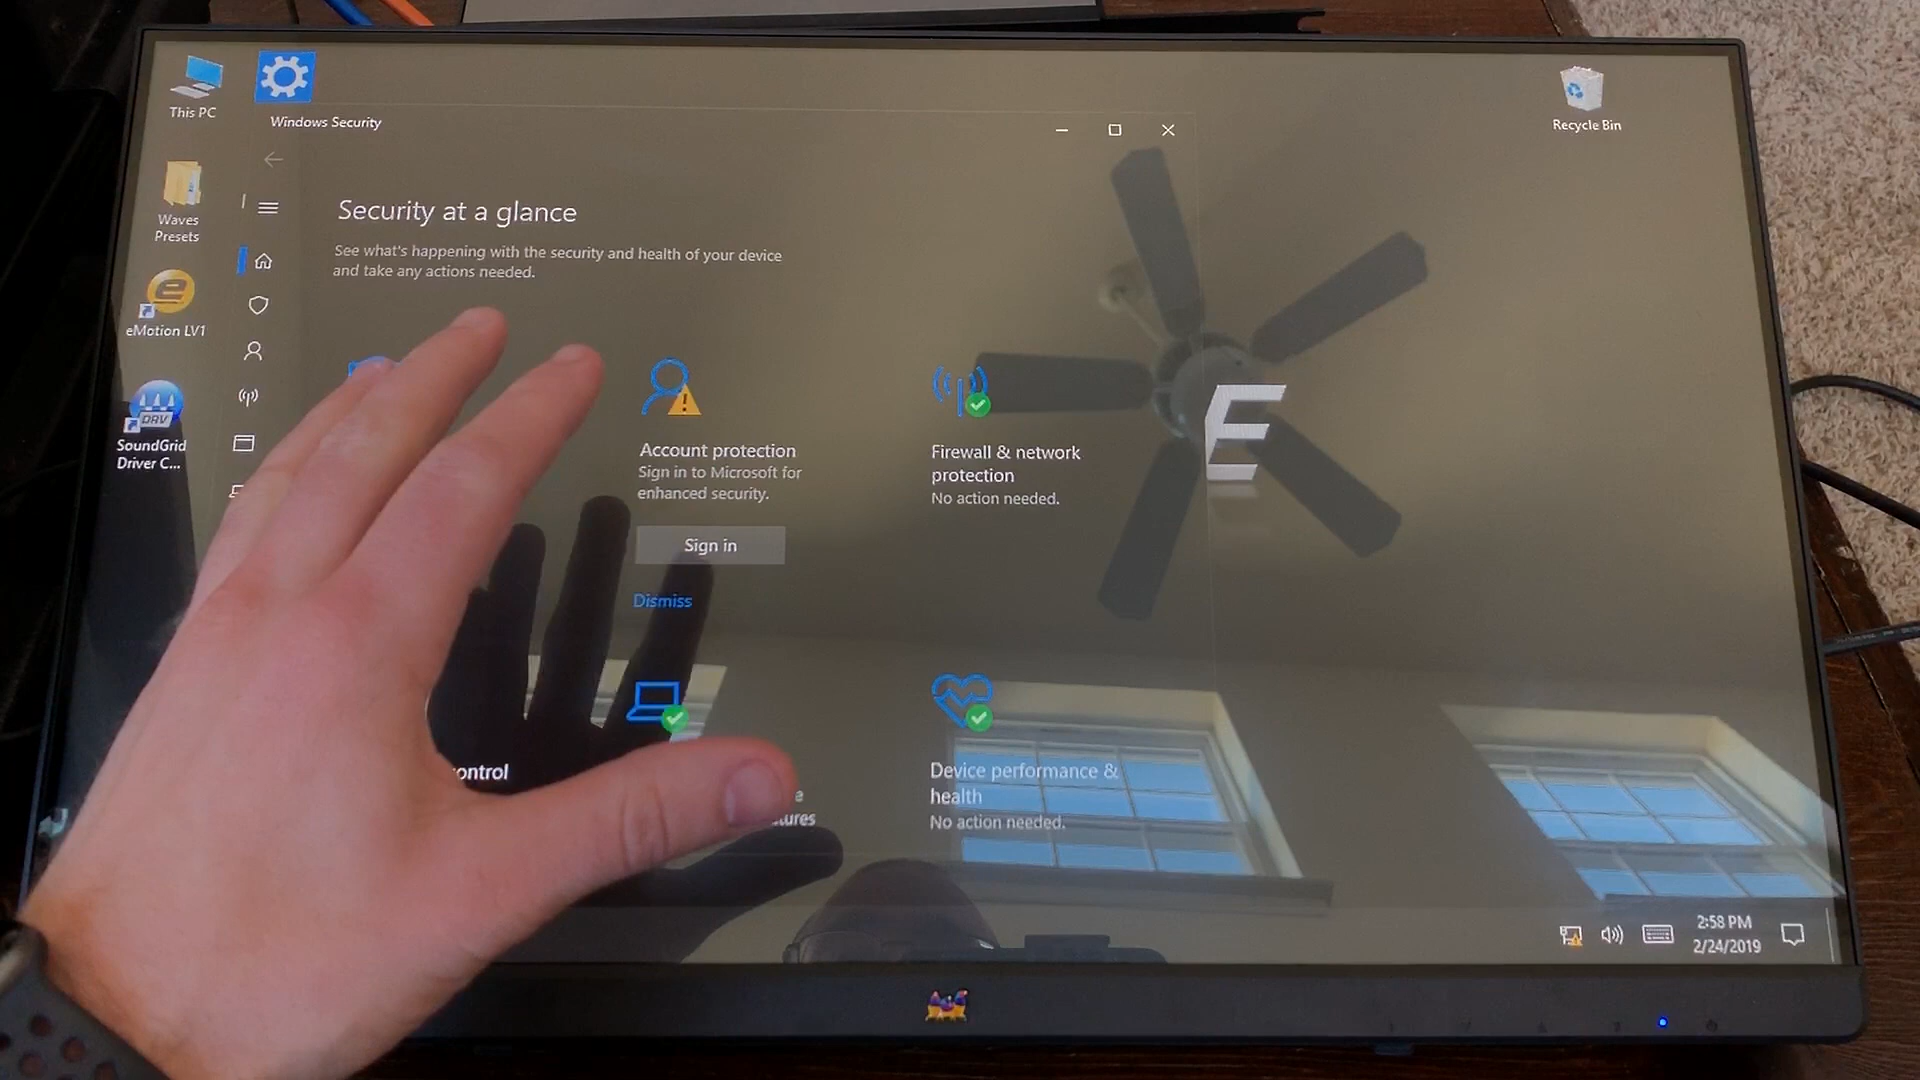 This PC
Recycle Bin
Windows Security
Waves
Presets
eMotion LV1
DRV
SoundGrid
Driver C...
Security at a glance
See what's happening with the security and health of your device
and take any actions needed.
Account protection
Sign in to Microsoft for
enhanced security.
Sign in
Dismiss
Firewall & network
protection
No action needed.
E
Device performance &
health
No action needed.
2:58 PM
2/24/2019